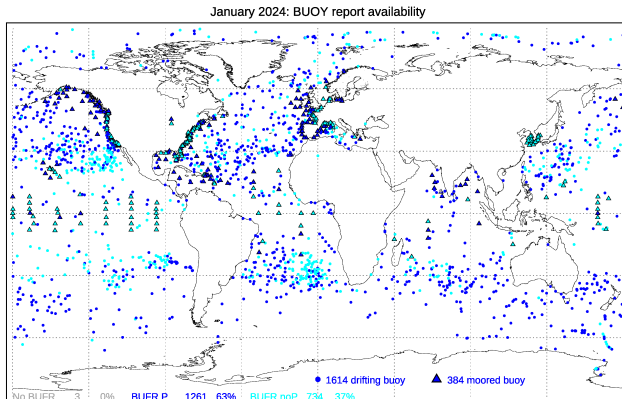 January 2024: BUOY report availability
1614 drifting buoy 384 moored buoy
No BUFR 3 0% BUFR P 1261 63% BUFR noP 734 37%